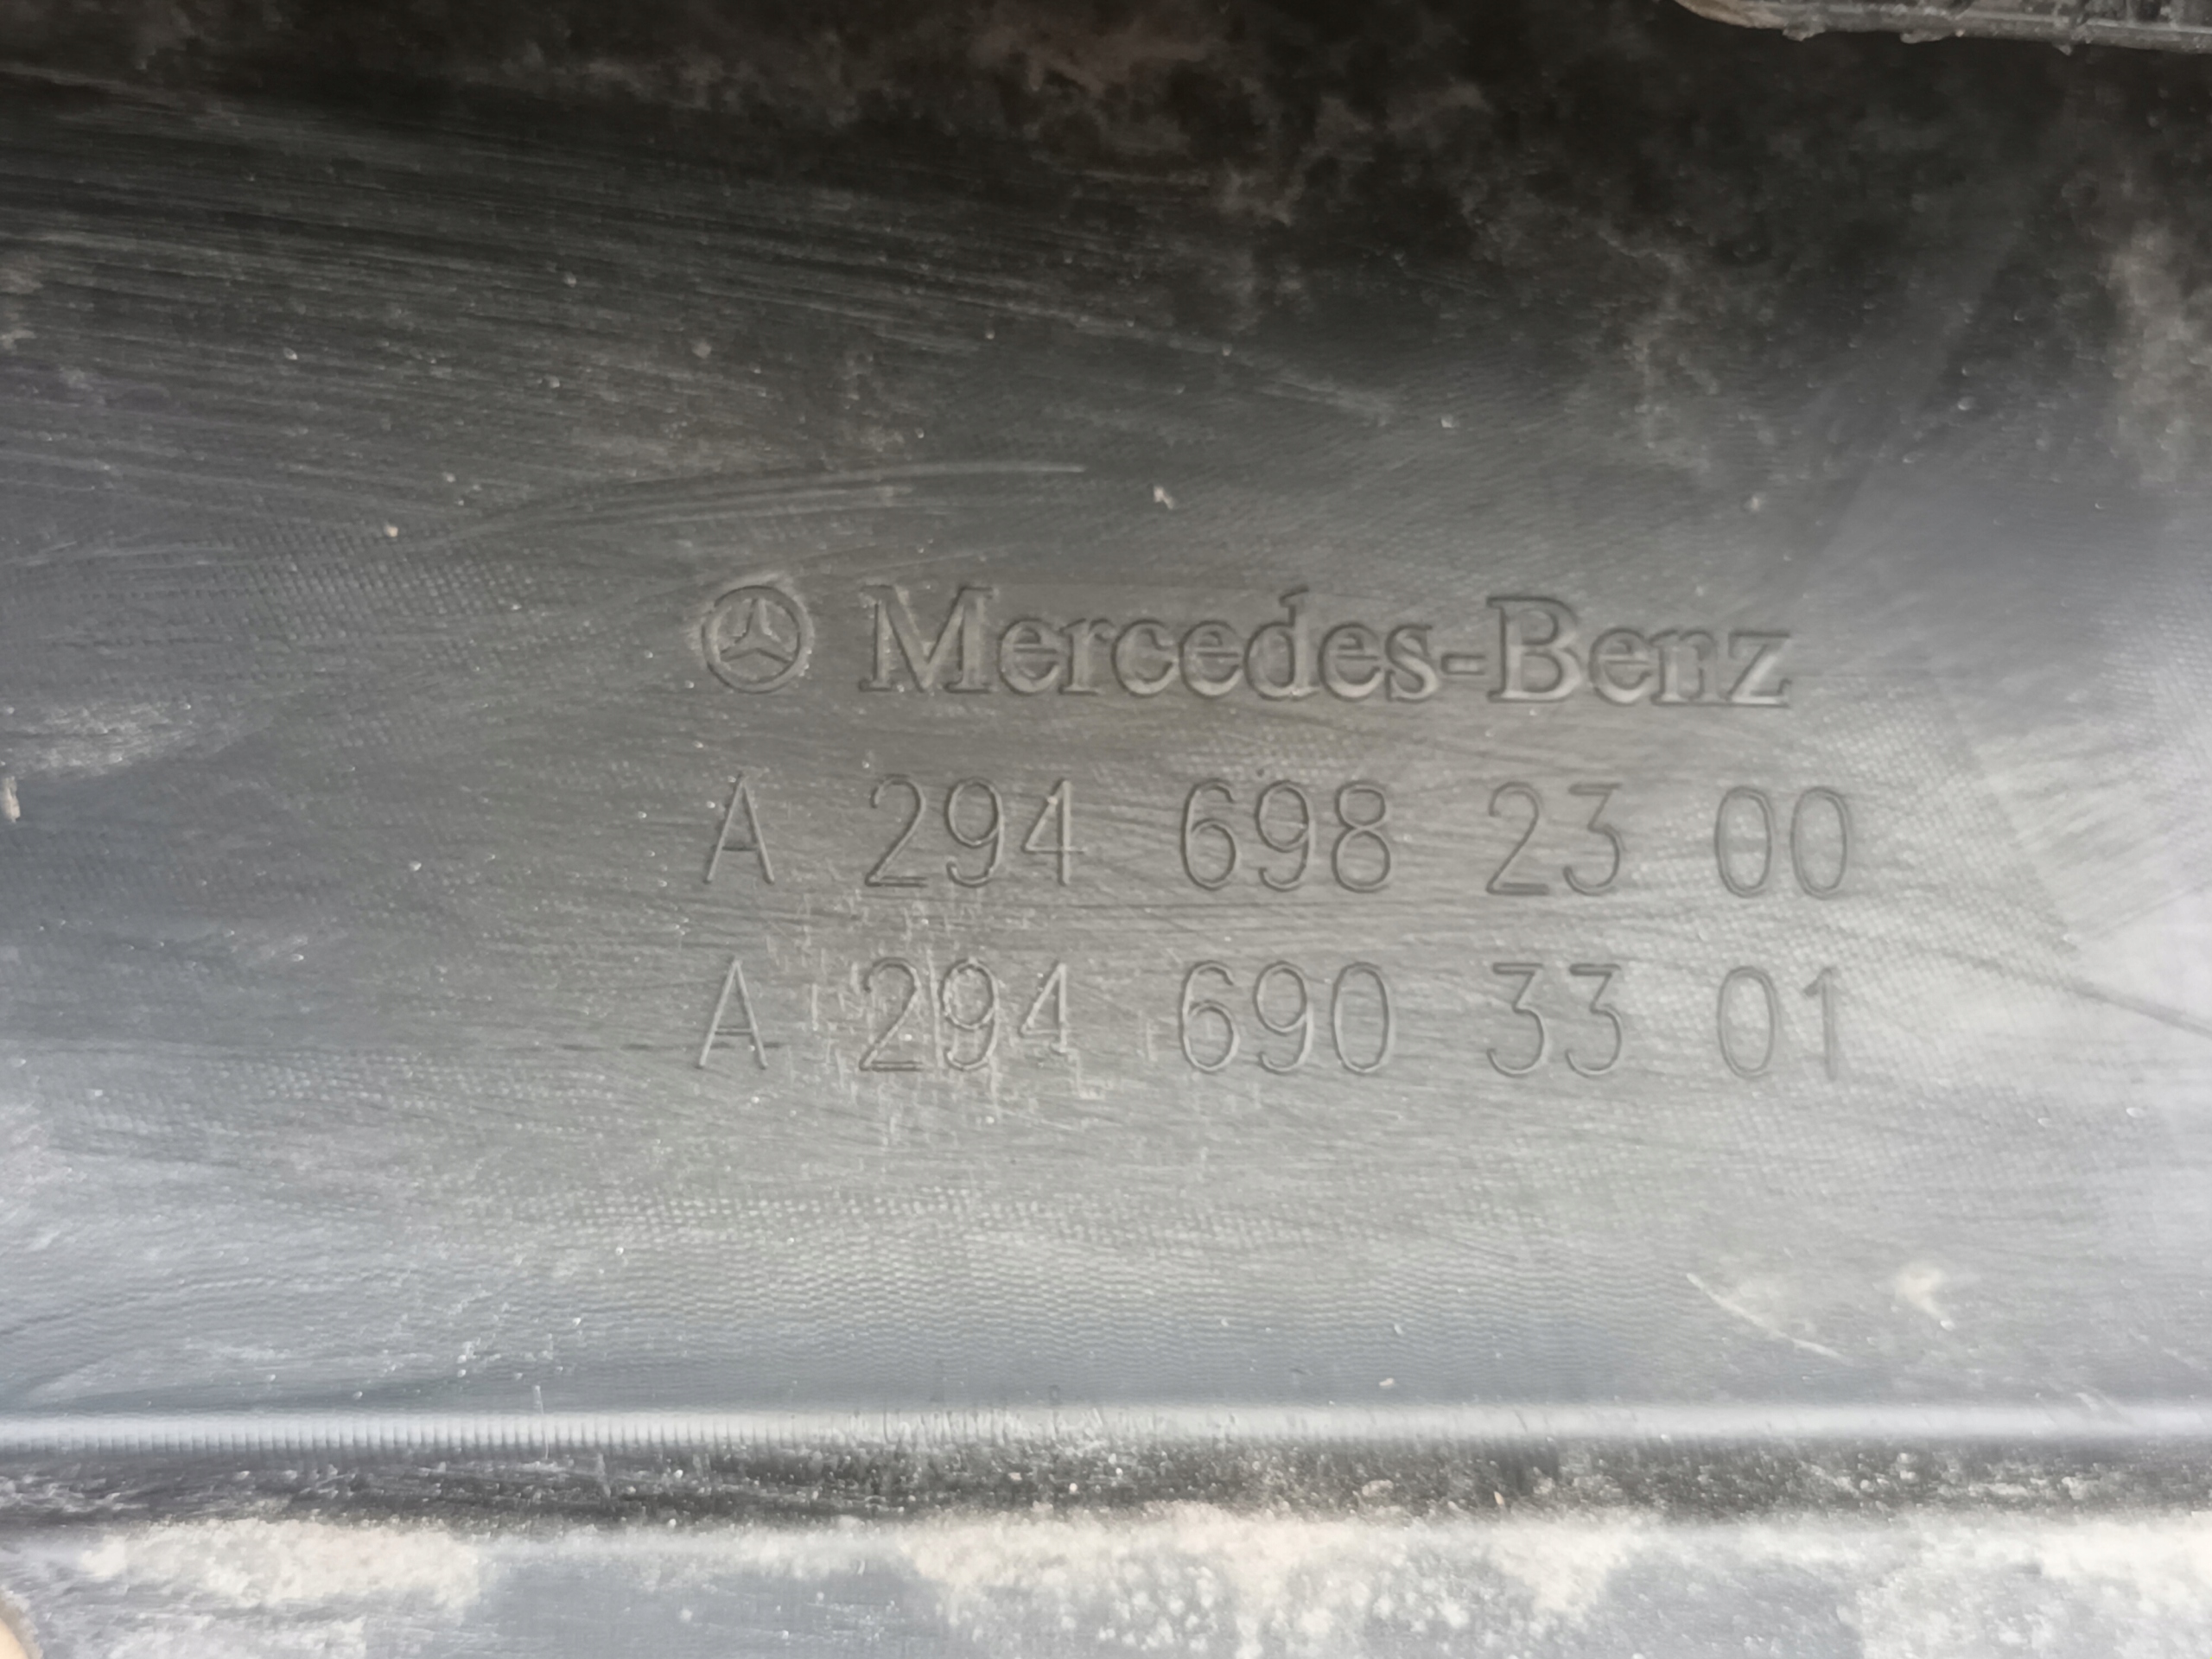 Mercedes-Benz
A 294 698 23 00
A 294 690 33 01